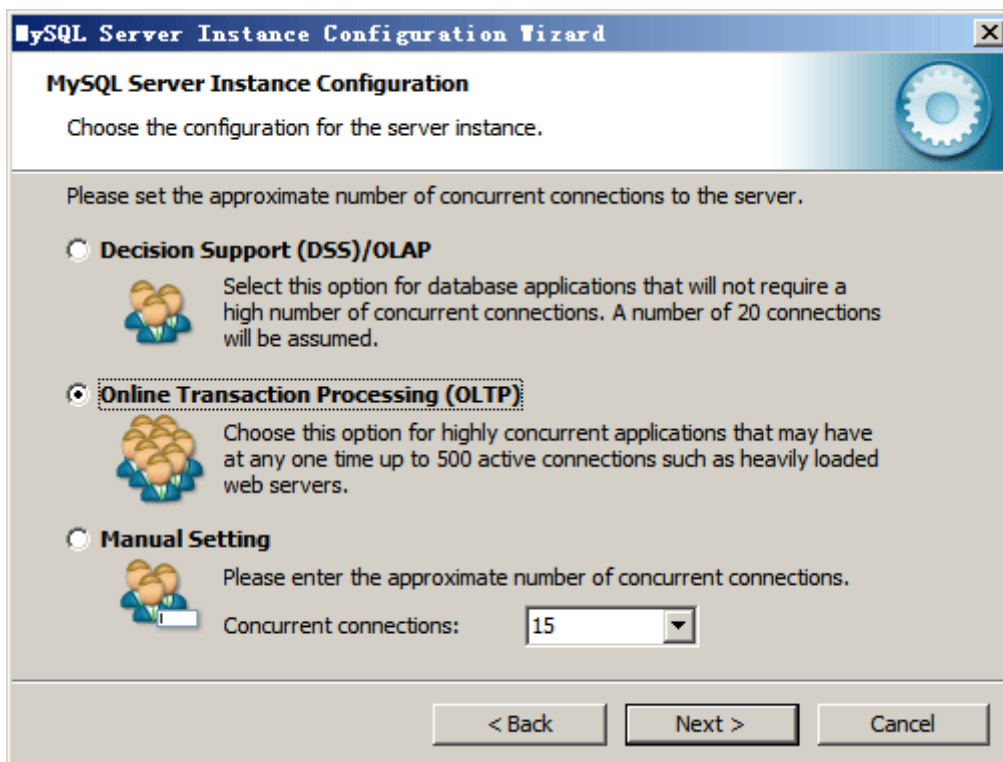 MySQL Server Instance Configuration Wizard
MySQL Server Instance Configuration
Choose the configuration for the server instance.
Please set the approximate number of concurrent connections to the server.
Decision Support (DSS)/OLAP
Select this option for database applications that will not require a
high number of concurrent connections. A number of 20 connections
will be assumed.
Online Transaction Processing (OLTP)
Choose this option for highly concurrent applications that may have
at any one time up to 500 active connections such as heavily loaded
web servers.
Manual Setting
Please enter the approximate number of concurrent connections.
Concurrent connections: 15
< Back Next > Cancel